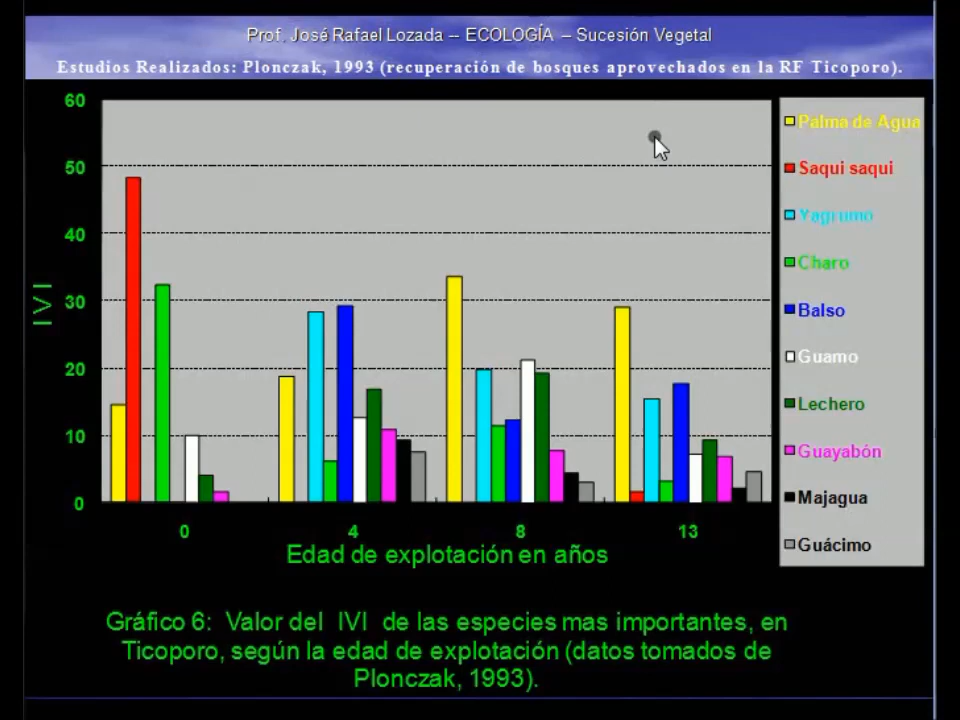 Prof. José Rafael Lozada -- ECOLOGÍA -- Sucesión Vegetal
Estudios Realizados: Plonczak, 1993 (recuperación de bosques aprovechados en la RF Ticoporo).
60
50
40
30
20
10
0
IVI
0 4 8 13
Edad de explotación en años
Palma de Agua
Saqui saqui
Yagrumo
Charo
Balso
Guamo
Lechero
Guayabón
Majagua
Guácimo
Gráfico 6: Valor del IVI de las especies mas importantes, en
Ticoporo, según la edad de explotación (datos tomados de
Plonczak, 1993).